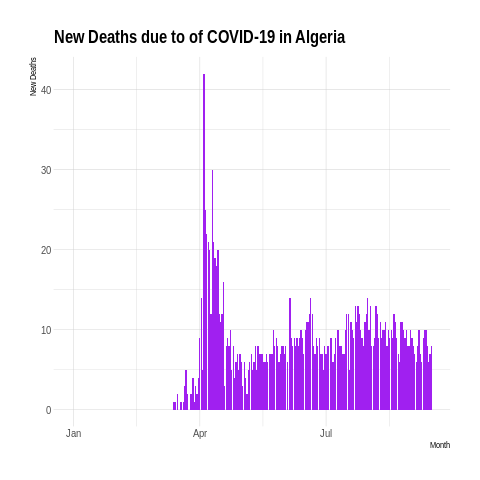 New Deaths due to of COVID-19 in Algeria
New Deaths
40
30
20
10
0
Jan
Apr
Jul
Month